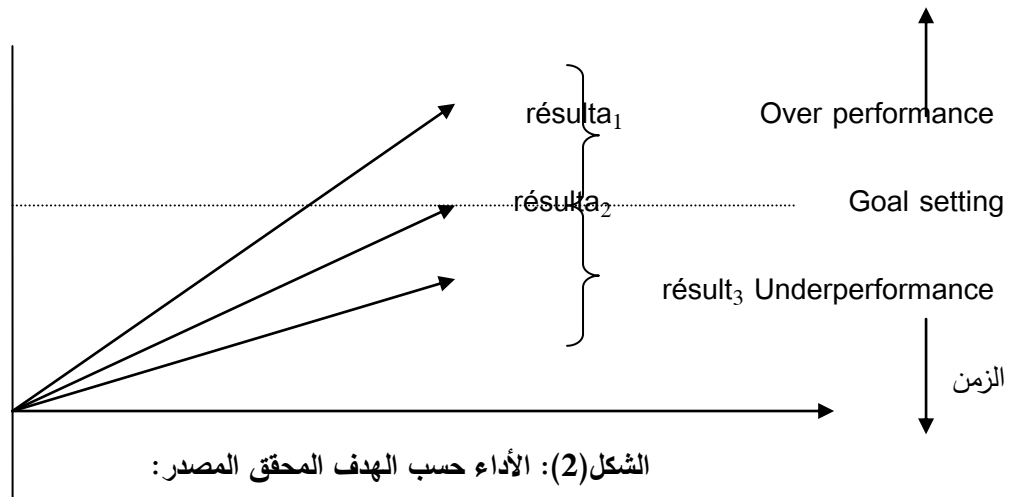 résulta₁ Over performance
résulta₂ Goal setting
résult₃ Underperformance
الزمن
الشكل(2): الأداء حسب الهدف المحقق المصدر: